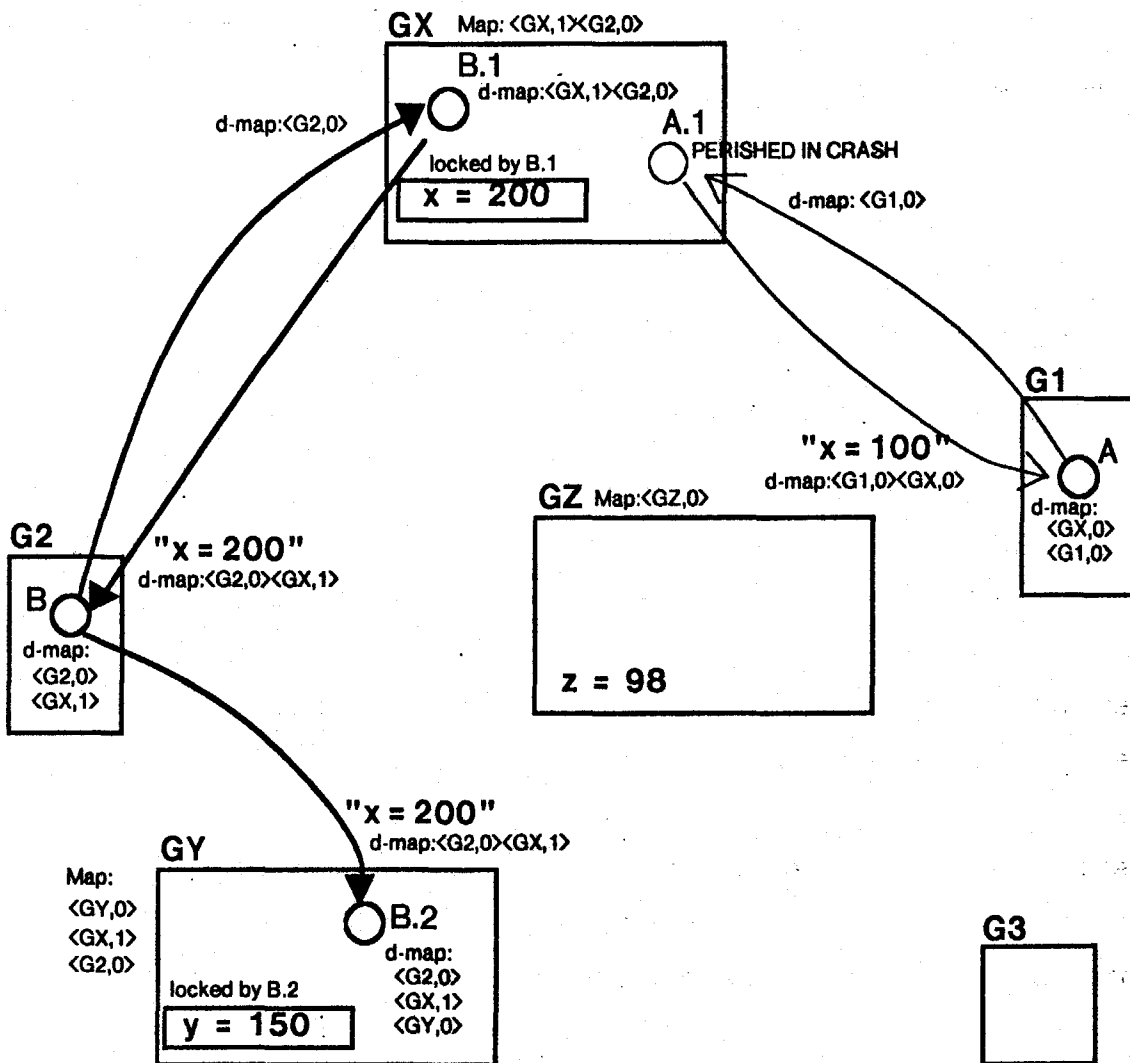 GX Map: <GX,1><G2,0>
B.1
d-map:<GX,1><G2,0>
d-map:<G2,0>
A.1
PERISHED IN CRASH
locked by B.1
x = 200
d-map: <G1,0>
G1
"x = 100"
d-map:<G1,0><GX,0>
A
d-map:
<GX,0>
<G1,0>
GZ Map:<GZ,0>
z = 98
G2
"x = 200"
d-map:<G2,0><GX,1>
B
d-map:
<G2,0>
<GX,1>
"x = 200"
d-map:<G2,0><GX,1>
GY
Map:
<GY,0>
<GX,1>
<G2,0>
B.2
d-map:
<G2,0>
<GX,1>
<GY,0>
locked by B.2
y = 150
G3